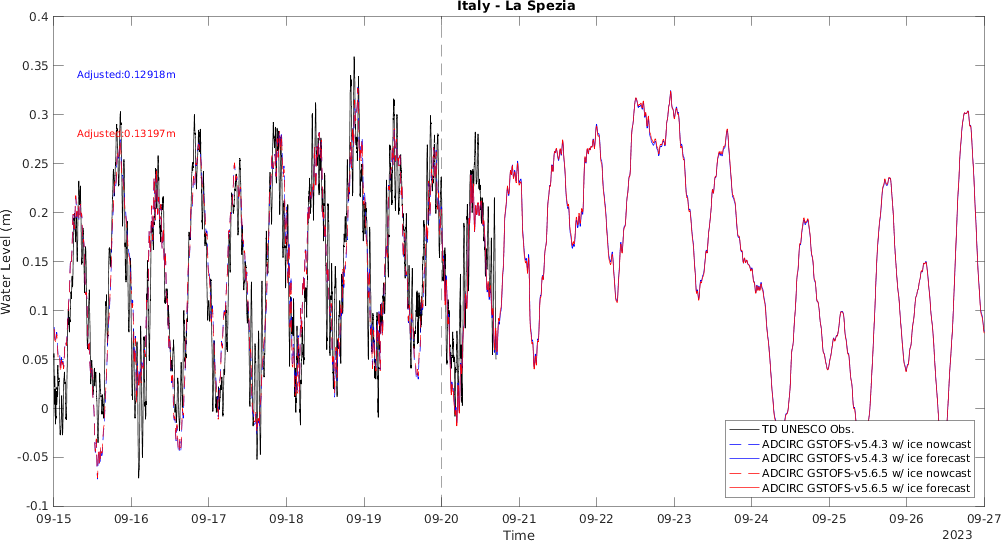 Italy - La Spezia
0.4
0.35
0.3
0.25
0.2
0.15
0.1
0.05
0
-0.05
-0.1
Water Level (m)
Adjusted:0.12918m
Adjusted:0.13197m
TD UNESCO Obs.
ADCIRC GSTOFS-v5.4.3 w/ ice nowcast
ADCIRC GSTOFS-v5.4.3 w/ ice forecast
ADCIRC GSTOFS-v5.6.5 w/ ice nowcast
ADCIRC GSTOFS-v5.6.5 w/ ice forecast
09-15 09-16 09-17 09-18 09-19 09-20 09-21 09-22 09-23 09-24 09-25 09-26 09-27
Time
2023